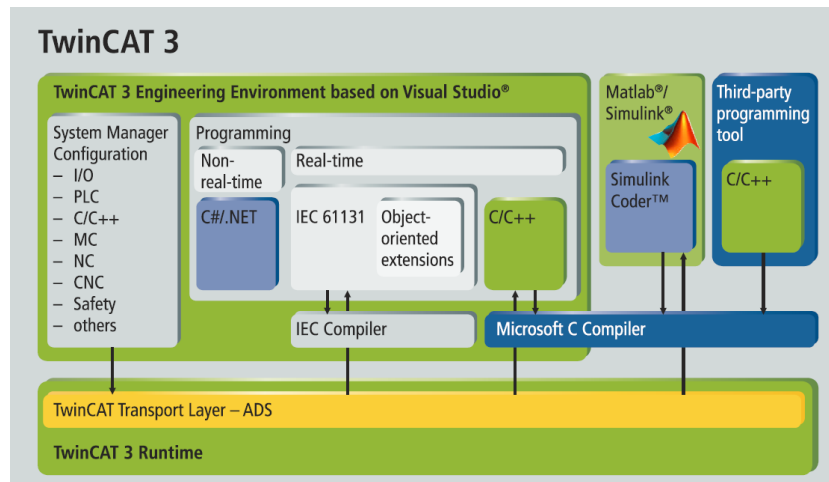 TwinCAT 3
TwinCAT 3 Engineering Environment based on Visual Studio®
System Manager
Configuration
– I/O
– PLC
– C/C++
– MC
– NC
– CNC
– Safety
– others
Programming
Non-
real-time
Real-time
C#/.NET
IEC 61131
Object-
oriented
extensions
C/C++
IEC Compiler
Matlab®/
Simulink®
Simulink
Coder™
Third-party
programming
tool
C/C++
Microsoft C Compiler
TwinCAT Transport Layer – ADS
TwinCAT 3 Runtime